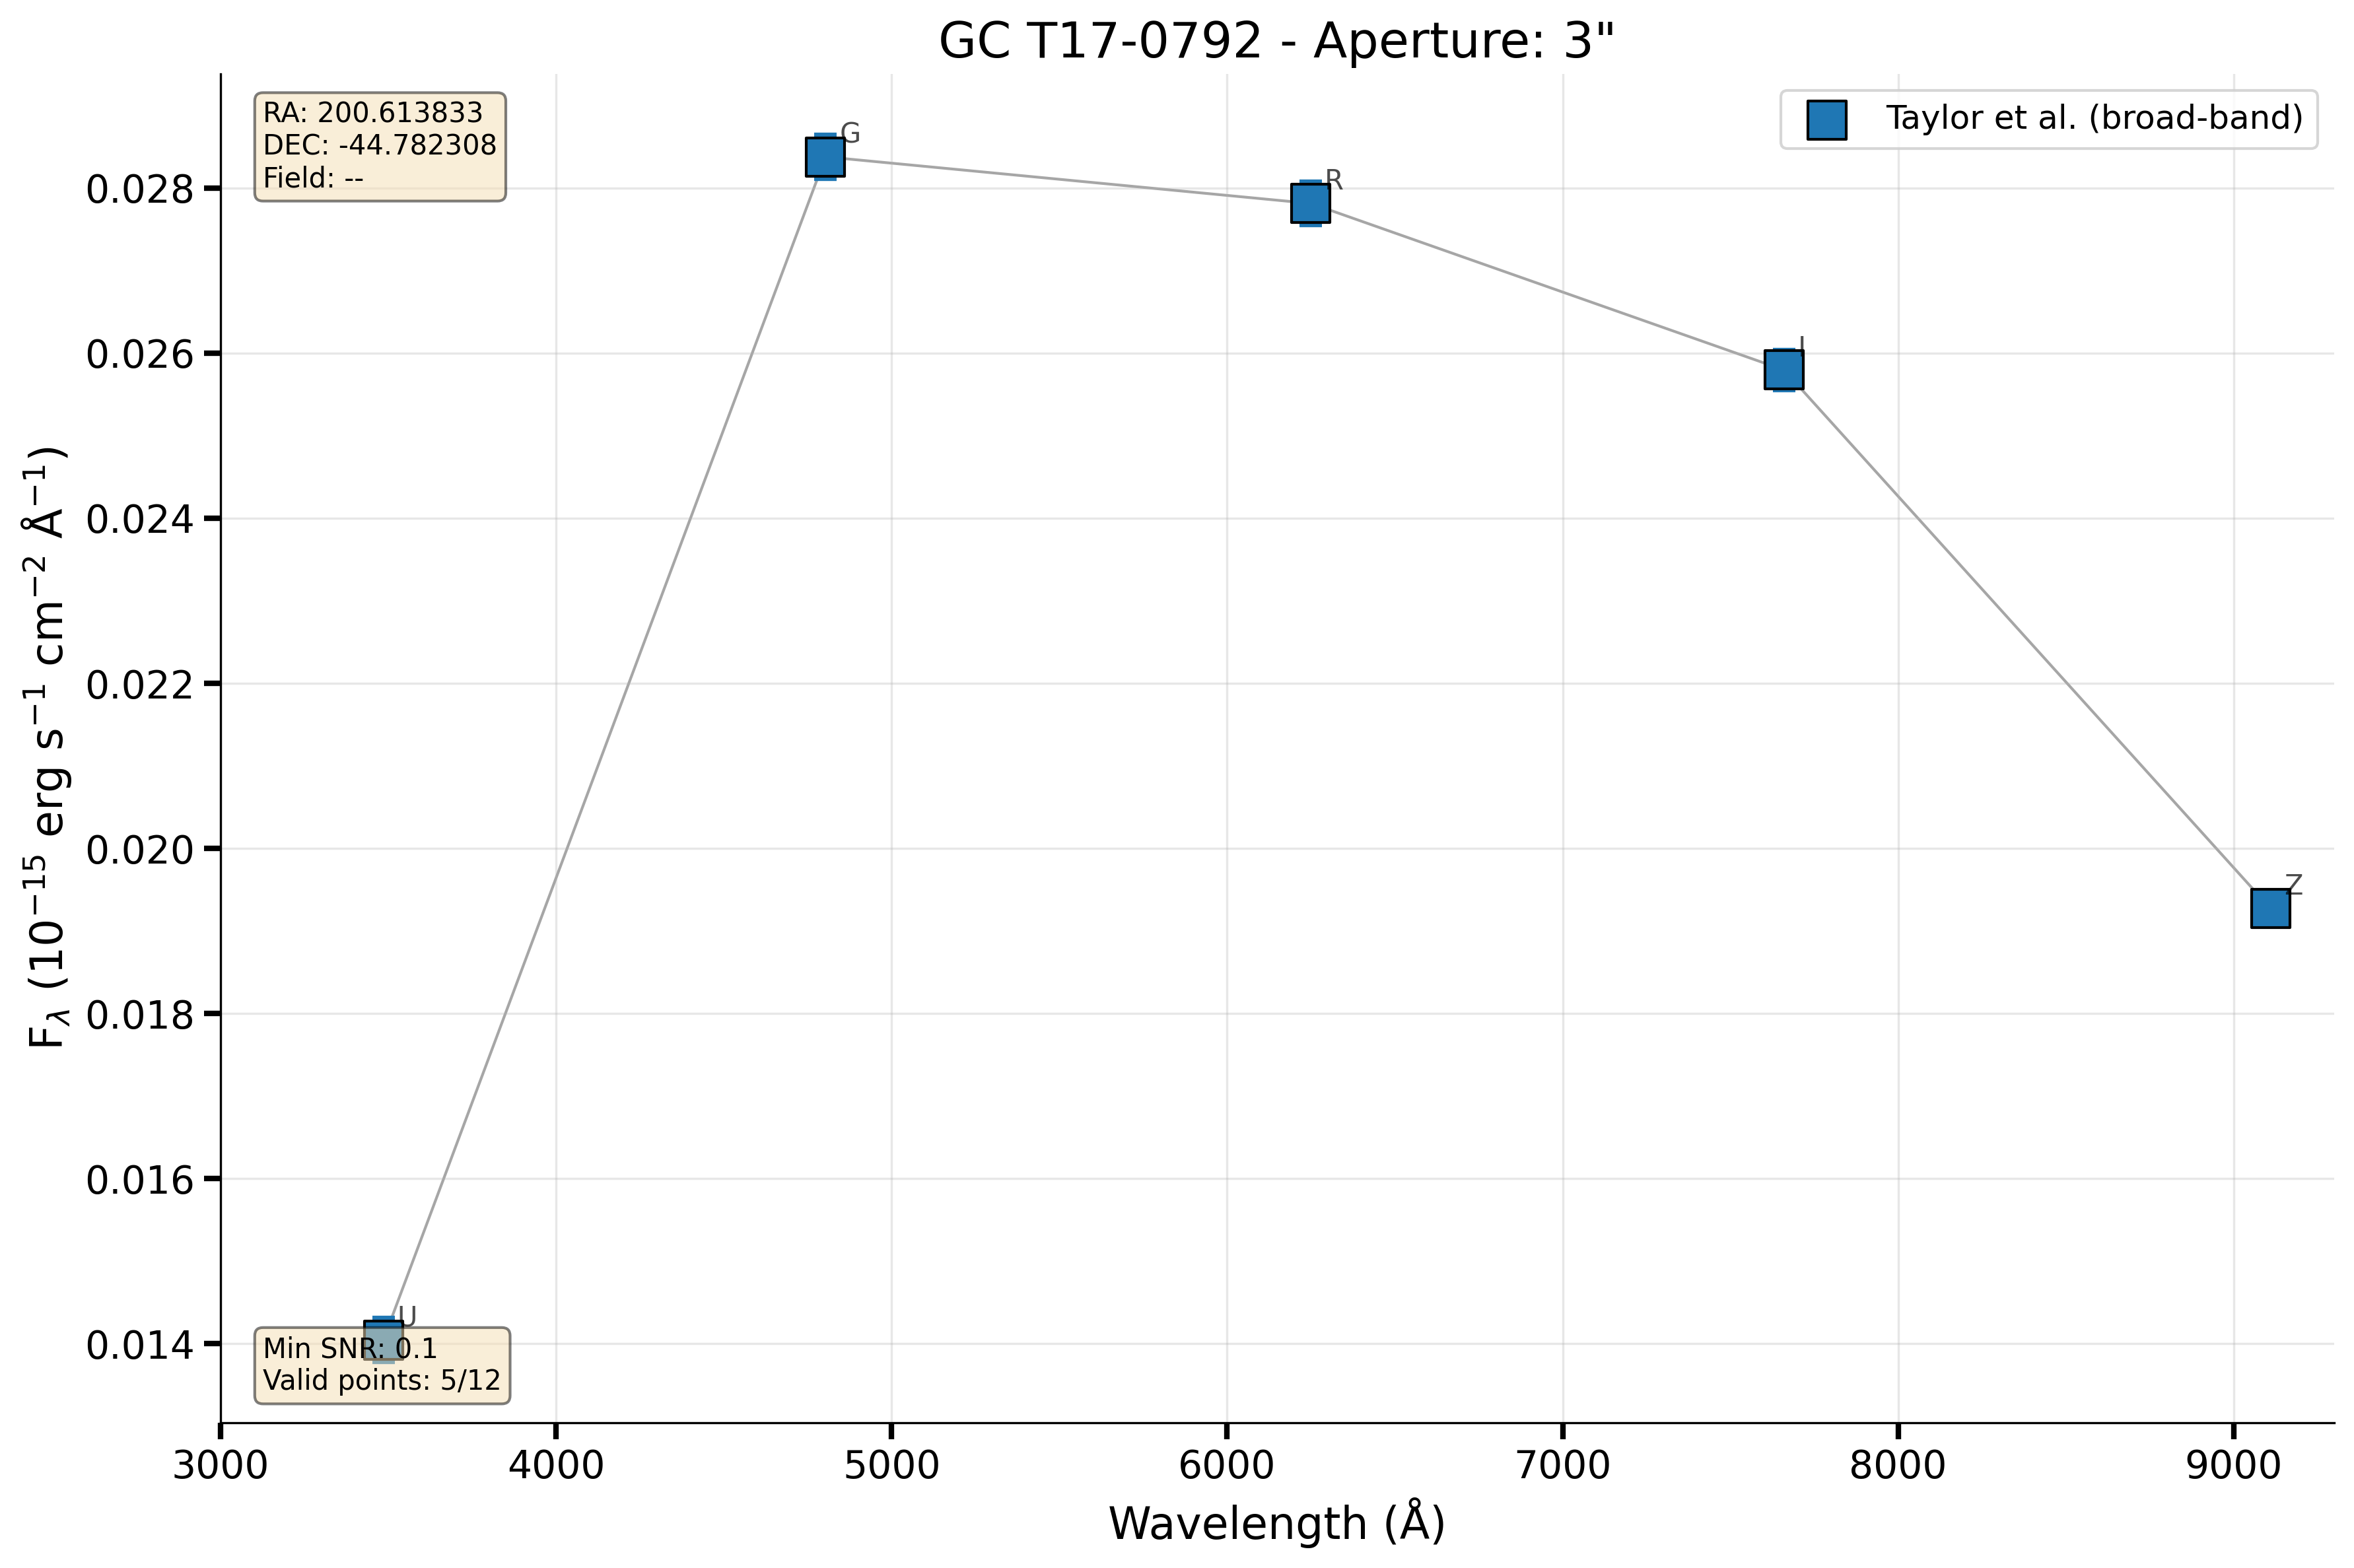 GC T17-0792 - Aperture: 3"
RA: 200.613833
DEC: -44.782308
Field: --
Taylor et al. (broad-band)
G
R
I
Z
U
Min SNR: 0.1
Valid points: 5/12
0.028
0.026
0.024
0.022
0.020
0.018
0.016
0.014
F_λ (10⁻¹⁵ erg s⁻¹ cm⁻² Å⁻¹)
3000 4000 5000 6000 7000 8000 9000
Wavelength (Å)